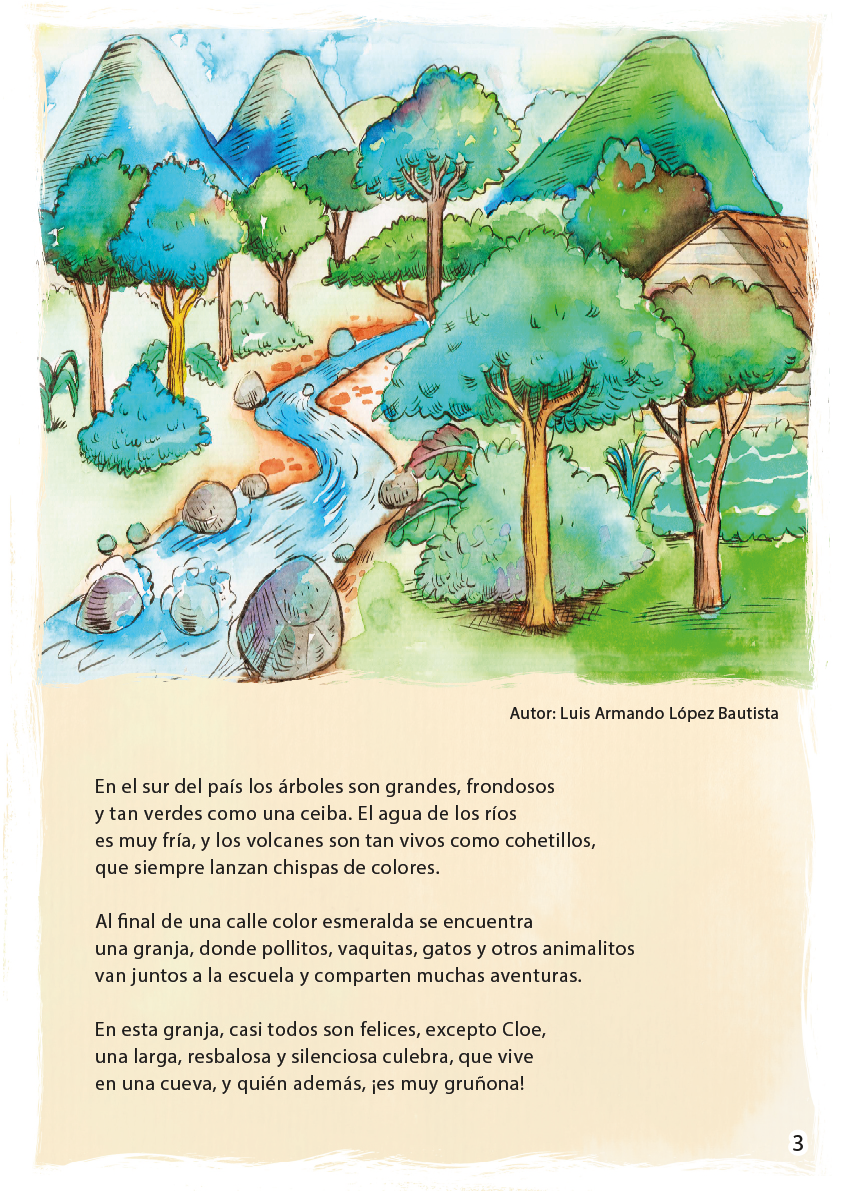 Autor: Luis Armando López Bautista
En el sur del país los árboles son grandes, frondosos
y tan verdes como una ceiba. El agua de los ríos
es muy fría, y los volcanes son tan vivos como cohetillos,
que siempre lanzan chispas de colores.
Al final de una calle color esmeralda se encuentra
una granja, donde pollitos, vaquitas, gatos y otros animalitos
van juntos a la escuela y comparten muchas aventuras.
En esta granja, casi todos son felices, excepto Cloe,
una larga, resbalosa y silenciosa culebra, que vive
en una cueva, y quién además, ¡es muy gruñona!
3